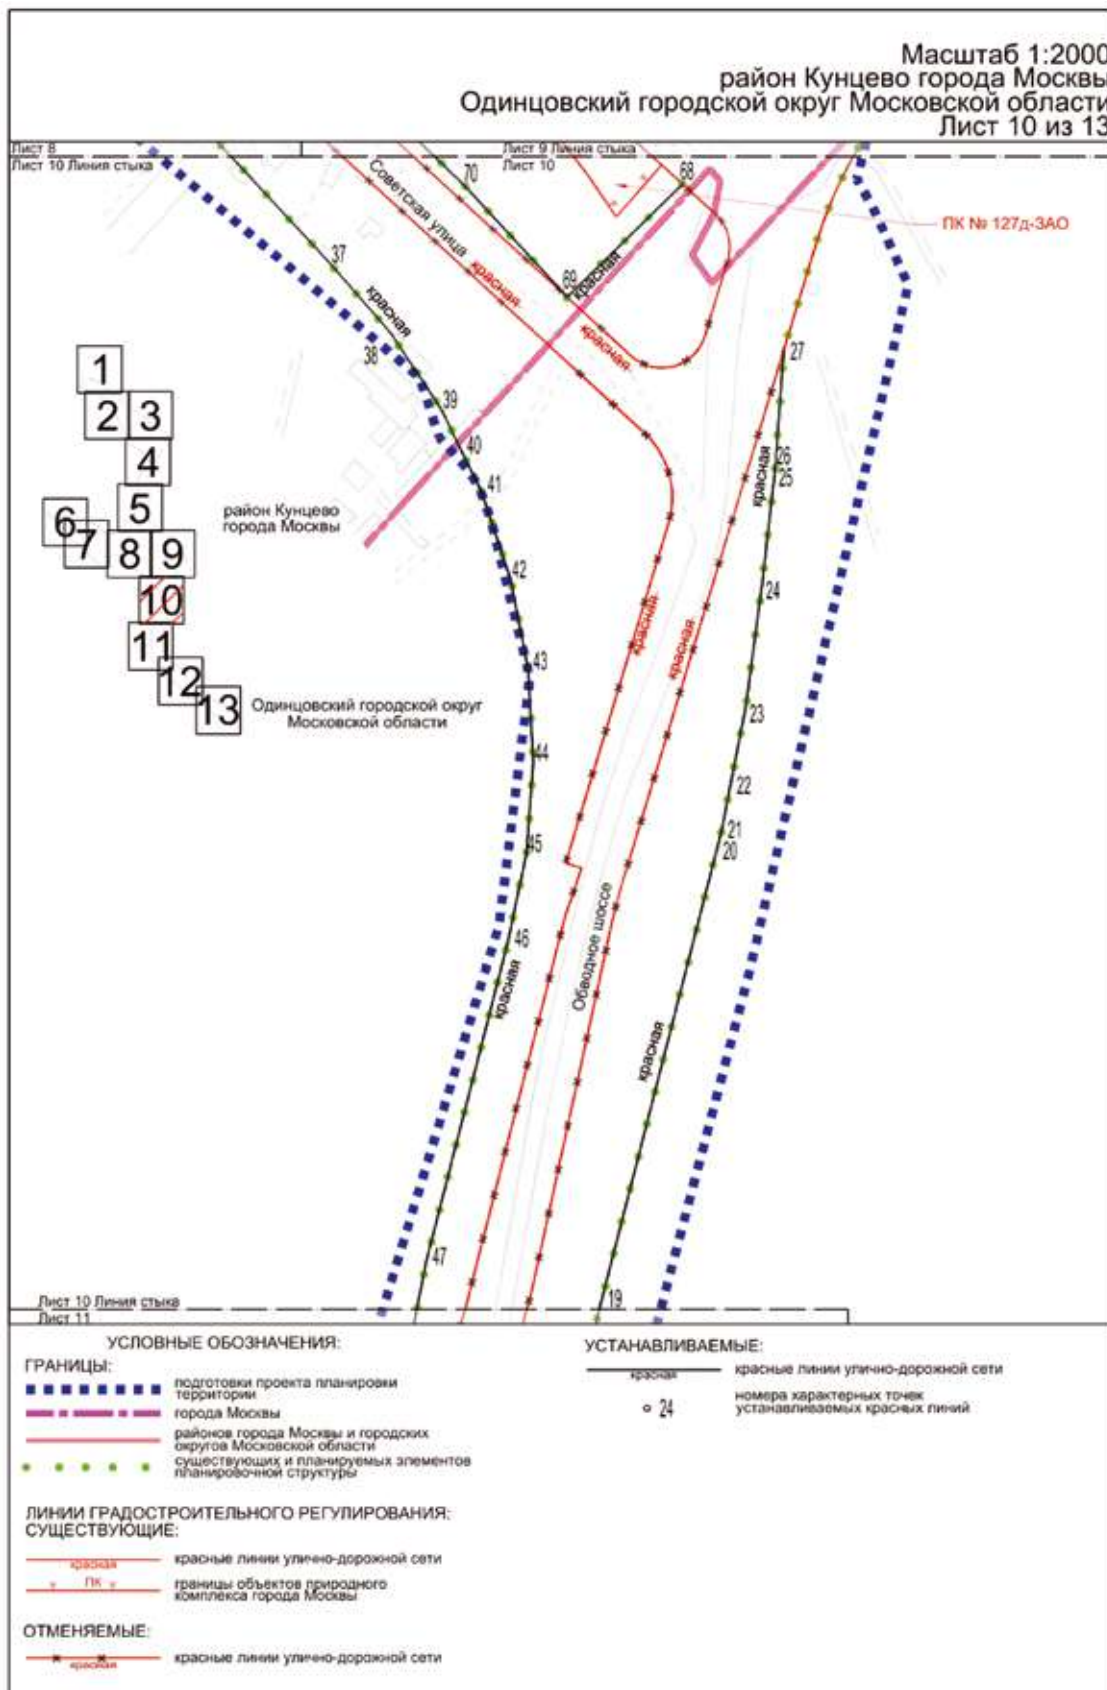 Масштаб 1:2000
район Кунцево города Москвы
Одинцовский городской округ Московской области
Лист 10 из 13
Лист 8
Лист 10 Линия стыка
Лист 9 Линия стыка
Лист 10
70
68
Советская улица
ПК № 127д-ЗАО
37
красная
69
красная
красная
красная
38
27
1
2
3
39
4
40
26
25
красная
41
5
район Кунцево
города Москвы
6
7
8
9
42
24
10
красная
красная
11
43
12
13
Одинцовский городской округ
Московской области
23
44
22
21
20
45
Обводное шоссе
46
красная
красная
47
19
Лист 10 Линия стыка
Лист 11
УСЛОВНЫЕ ОБОЗНАЧЕНИЯ:
ГРАНИЦЫ:
подготовки проекта планировки
территории
города Москвы
районов города Москвы и городских
округов Московской области
существующих и планируемых элементов
планировочной структуры
ЛИНИИ ГРАДОСТРОИТЕЛЬНОГО РЕГУЛИРОВАНИЯ:
СУЩЕСТВУЮЩИЕ:
красная
красные линии улично-дорожной сети
ПК
границы объектов природного
комплекса города Москвы
ОТМЕНЯЕМЫЕ:
красная
красные линии улично-дорожной сети
УСТАНАВЛИВАЕМЫЕ:
красная
красные линии улично-дорожной сети
24
номера характерных точек
устанавливаемых красных линий